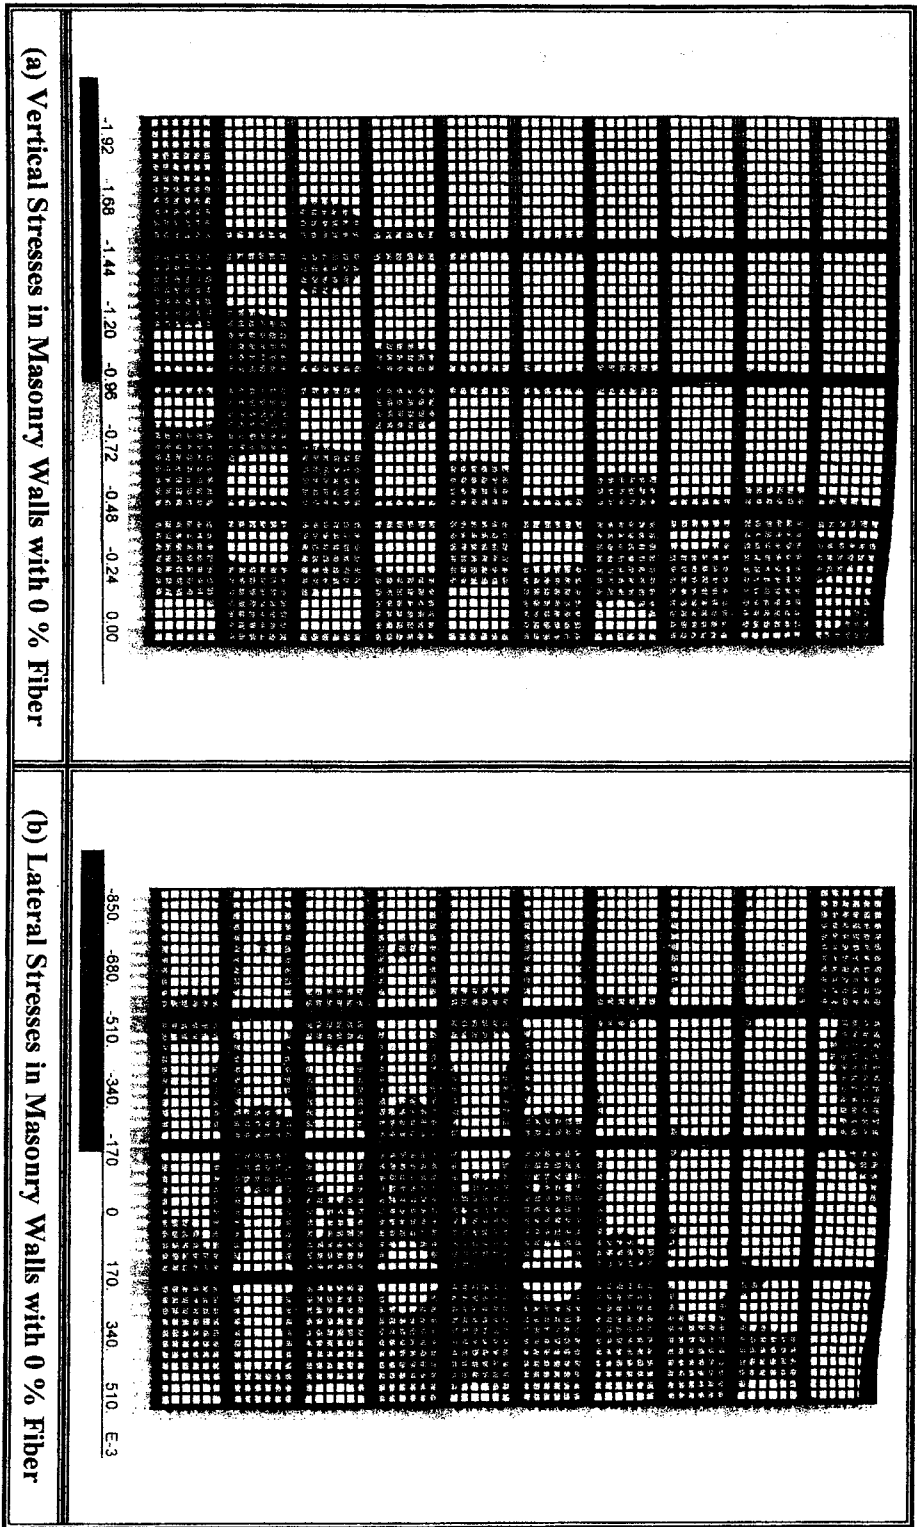 -1.92 -1.68 -1.44 -1.20 -0.96 -0.72 -0.48 -0.24 0.00
(a) Vertical Stresses in Masonry Walls with 0 % Fiber
-850. -680. -510. -340. -170 0 170. 340. 510. E-3
(b) Lateral Stresses in Masonry Walls with 0 % Fiber